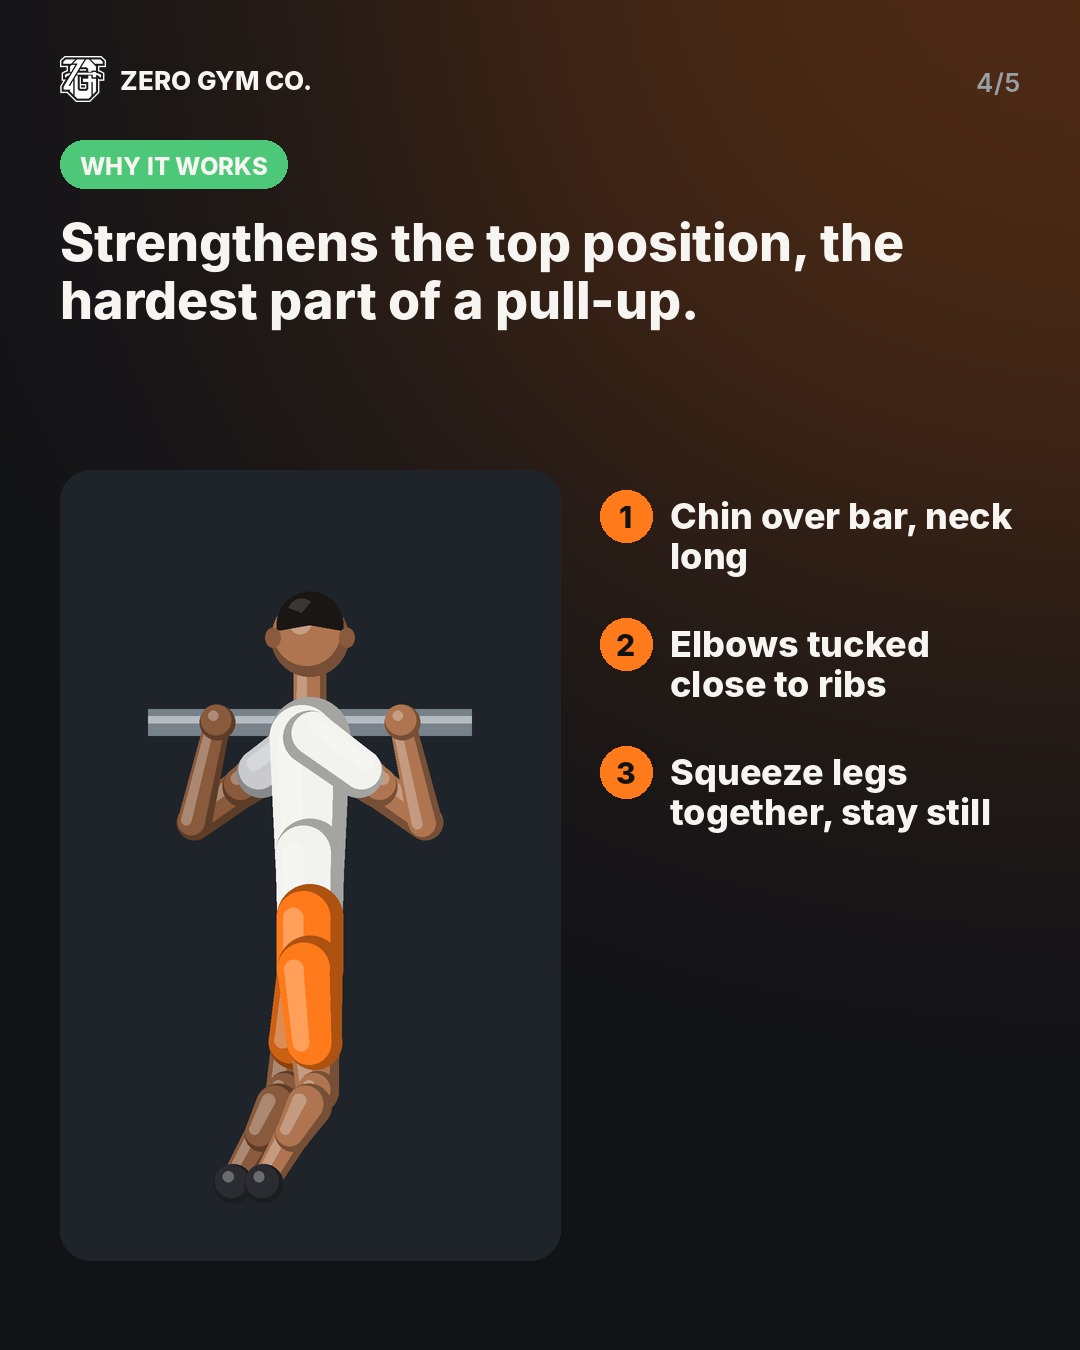 ZERO GYM CO.
4/5
WHY IT WORKS
Strengthens the top position, the
hardest part of a pull-up.
1 Chin over bar, neck
long
2 Elbows tucked
close to ribs
3 Squeeze legs
together, stay still